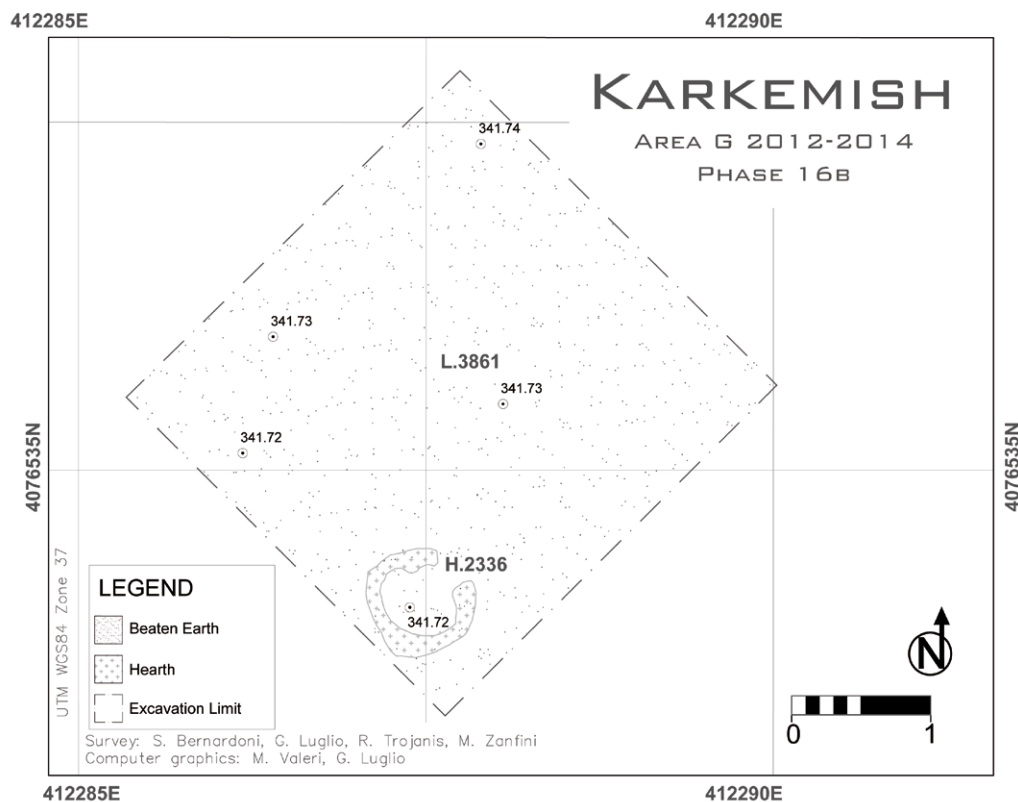 412285E
412290E
KARKEMISH
AREA G 2012-2014
PHASE 16B
341.74
341.73
L.3861
341.73
341.72
4076535N
4076535N
H.2336
341.72
UTM WGS84 Zone 37
LEGEND
Beaten Earth
Hearth
Excavation Limit
N
0 1
Survey: S. Bernardoni, G. Luglio, R. Trojanis, M. Zanfini
Computer graphics: M. Valeri, G. Luglio
412285E
412290E